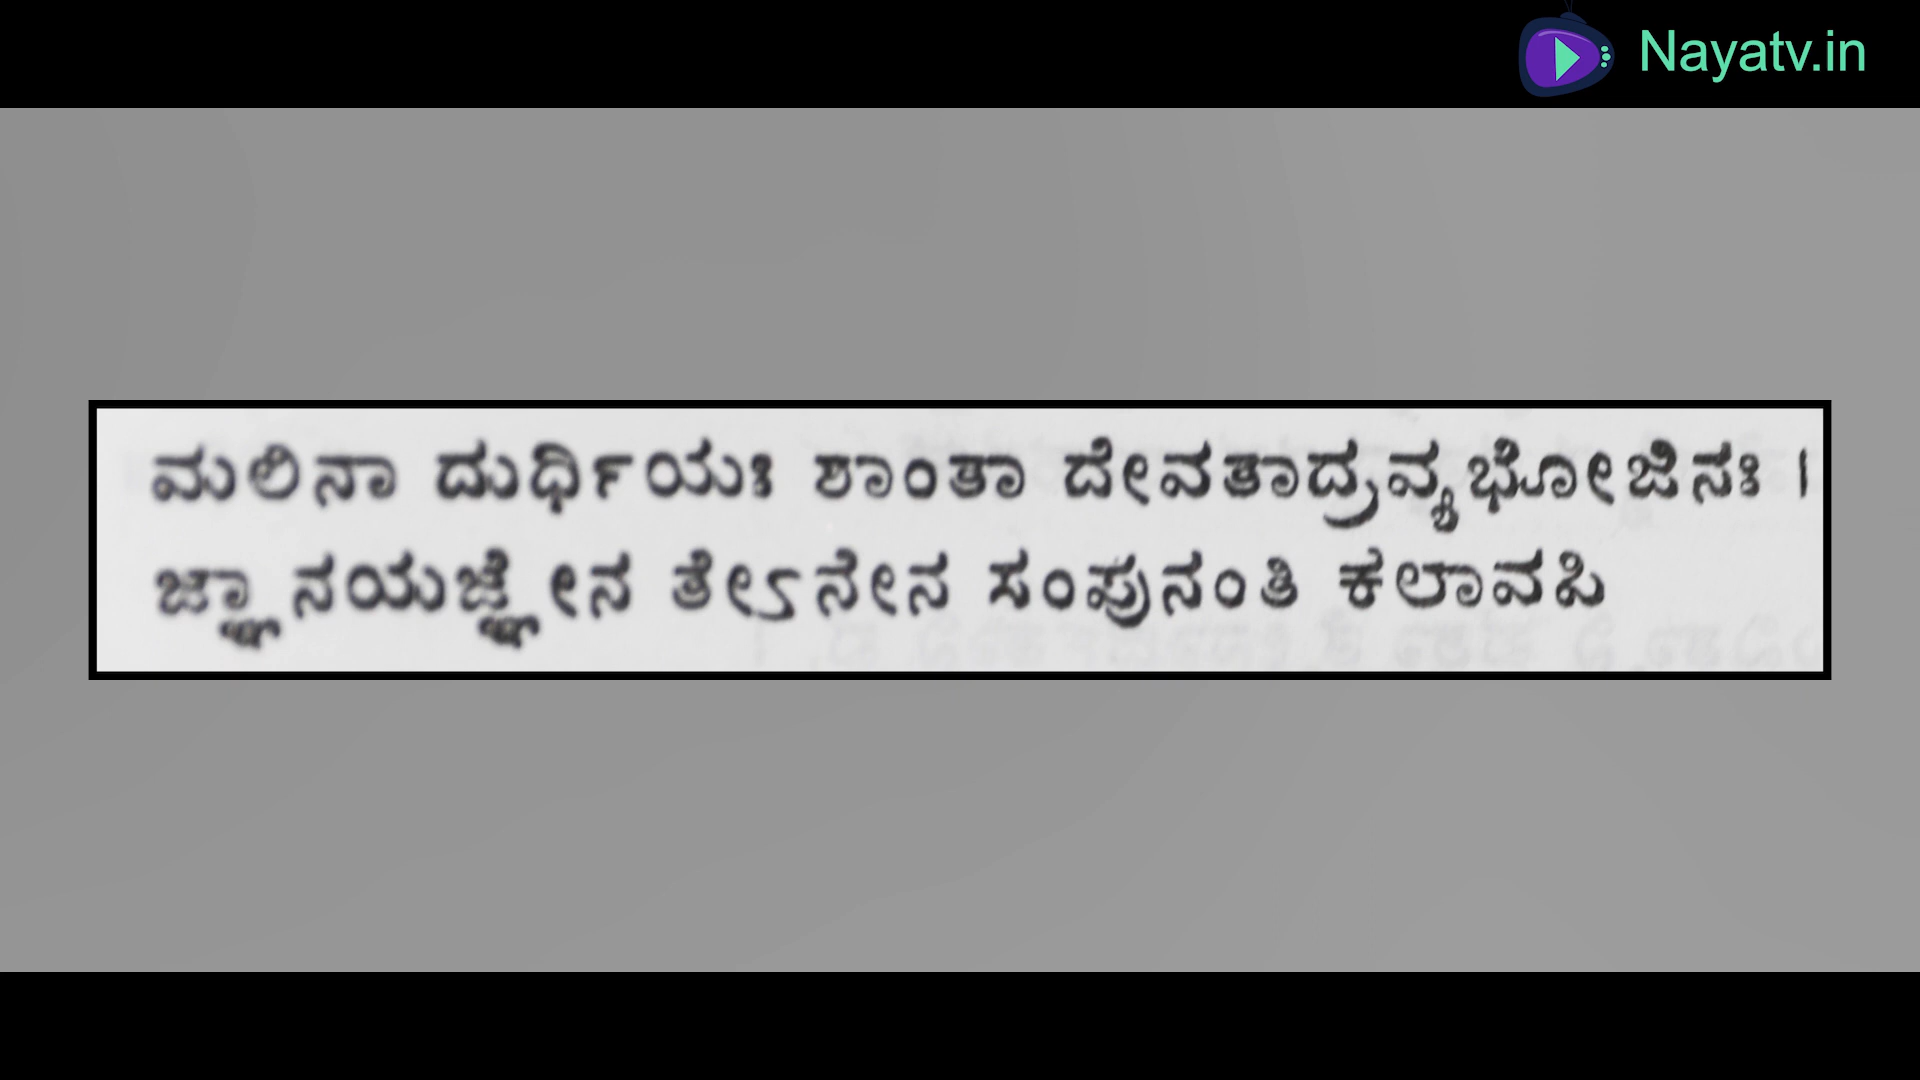 Nayatv.in
ಮಲಿನಾ ದುರ್ಧಿಯಃ ಶಾಂತಾ ದೇವತಾದ್ರವ್ಯಭೋಜಿನಃ ।
ಜ್ಞಾನಯಜ್ಞೇನ ತೇಽನೇನ ಸಂಪುನಂತಿ ಕಲಾವಪಿ